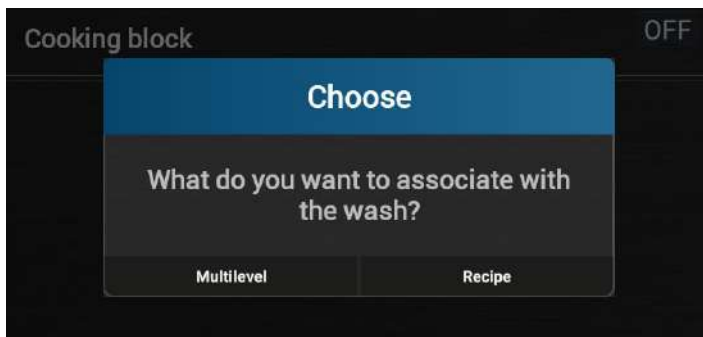 Cooking block
OFF
Choose
What do you want to associate with
the wash?
Multilevel
Recipe